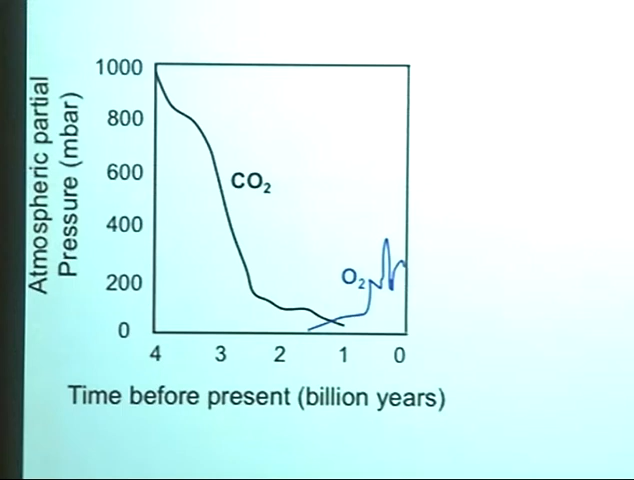 Atmospheric partial
Pressure (mbar)
1000
800
600
400
200
0
CO₂
O₂
4 3 2 1 0
Time before present (billion years)